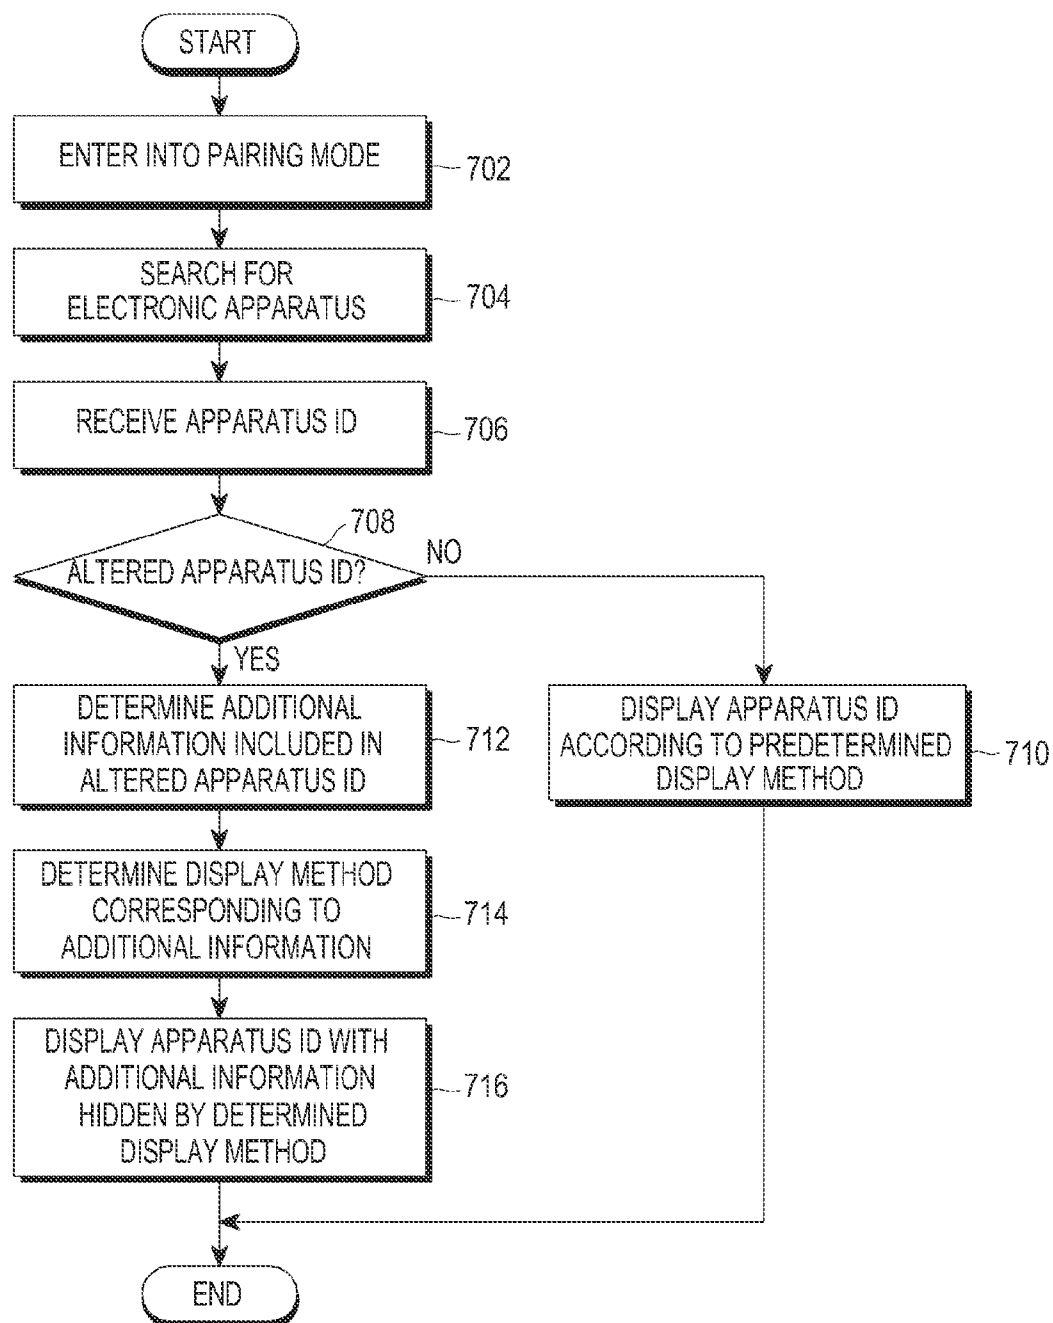 START
ENTER INTO PAIRING MODE
702
SEARCH FOR
ELECTRONIC APPARATUS
704
RECEIVE APPARATUS ID
706
708
ALTERED APPARATUS ID?
NO
YES
DETERMINE ADDITIONAL
INFORMATION INCLUDED IN
ALTERED APPARATUS ID
712
DISPLAY APPARATUS ID
ACCORDING TO PREDETERMINED
DISPLAY METHOD
710
DETERMINE DISPLAY METHOD
CORRESPONDING TO
ADDITIONAL INFORMATION
714
DISPLAY APPARATUS ID WITH
ADDITIONAL INFORMATION
HIDDEN BY DETERMINED
DISPLAY METHOD
716
END